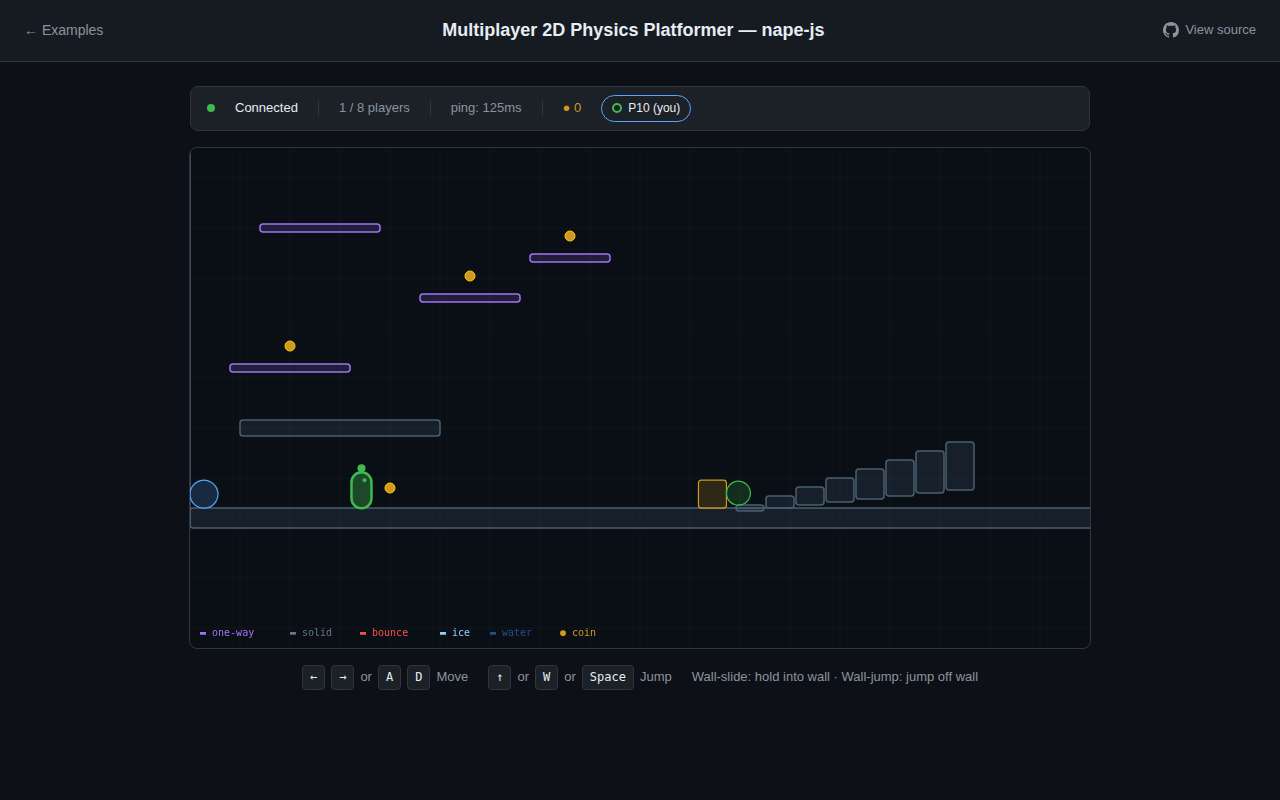 ← Examples
Multiplayer 2D Physics Platformer — nape-js
View source
Connected
1 / 8 players
ping: 125ms
● 0
P10 (you)
one-way
solid
bounce
ice
water
coin
← → or A D Move
↑ or W or Space Jump
Wall-slide: hold into wall · Wall-jump: jump off wall